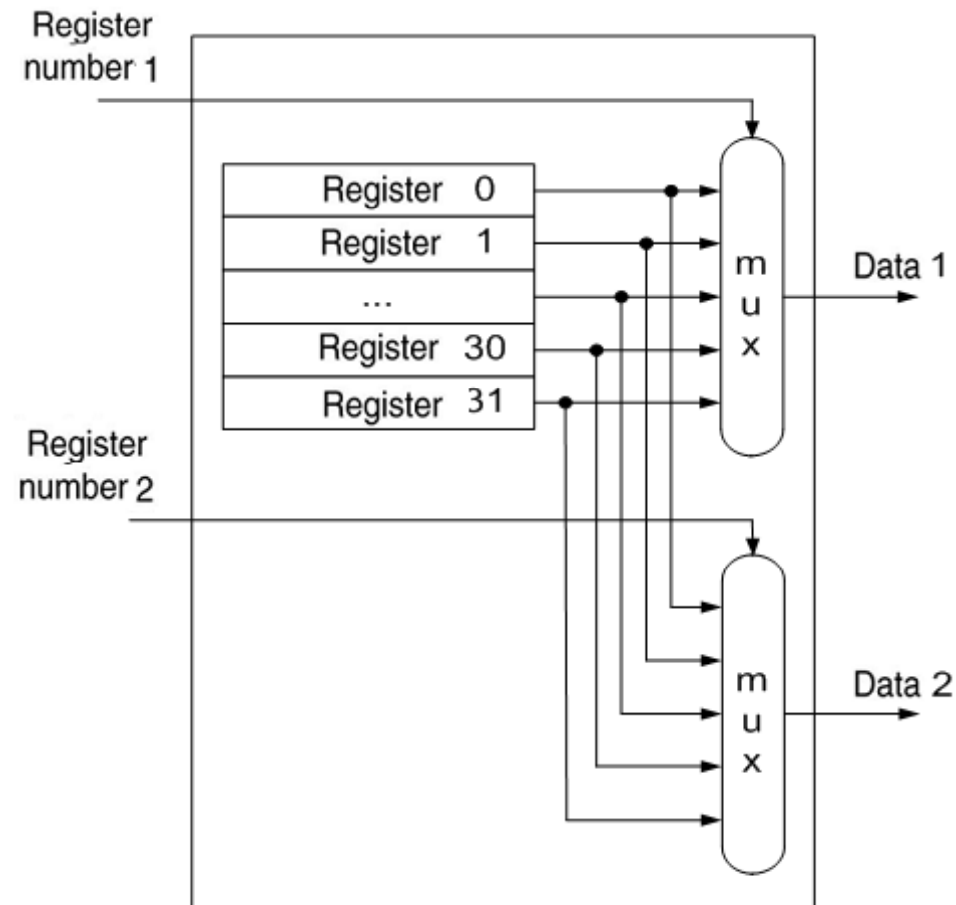 Register
number 1
Register 0
Register 1
...
Register 30
Register 31
m
u
x
Data 1
Register
number 2
m
u
x
Data 2